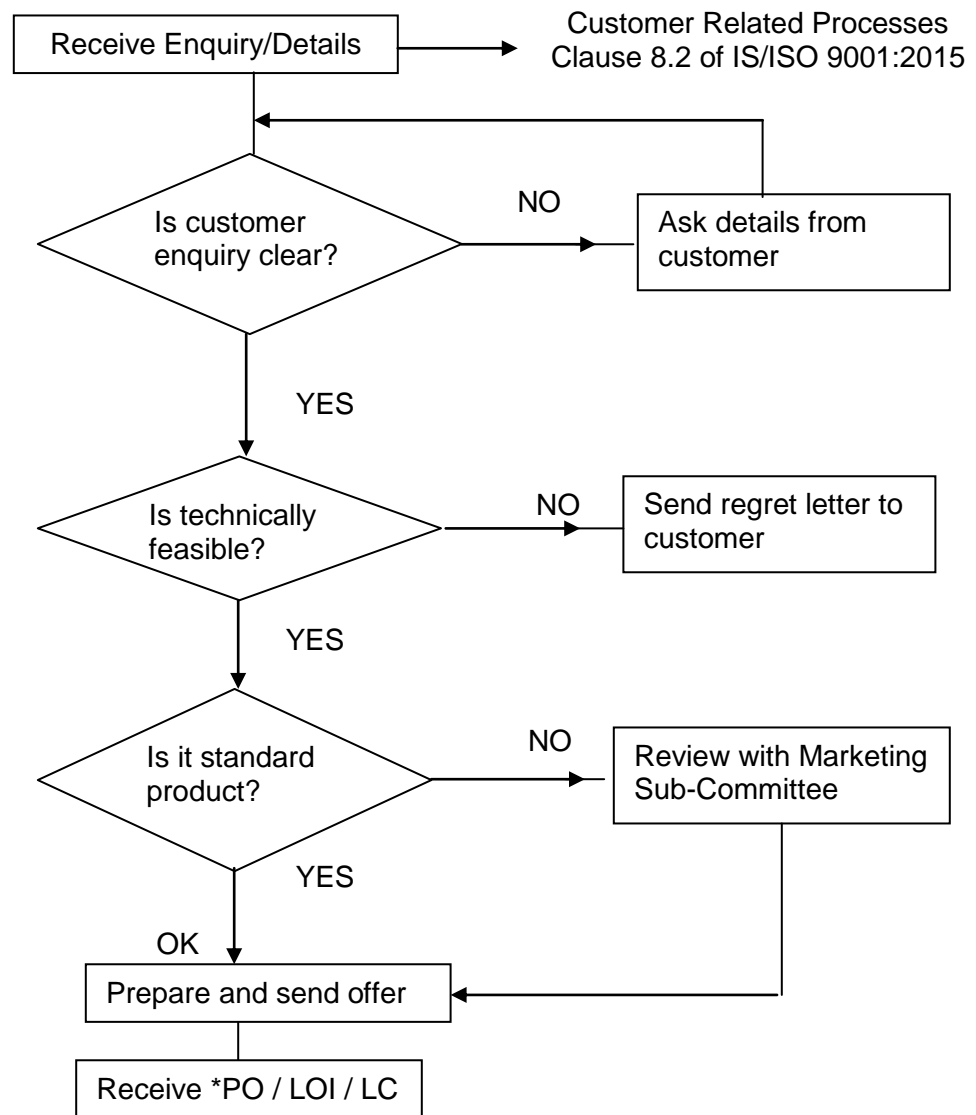 Receive Enquiry/Details
Customer Related Processes
Clause 8.2 of IS/ISO 9001:2015
Is customer
enquiry clear?
NO
Ask details from
customer
YES
Is technically
feasible?
NO
Send regret letter to
customer
YES
Is it standard
product?
NO
Review with Marketing
Sub-Committee
YES
OK
Prepare and send offer
Receive *PO / LOI / LC